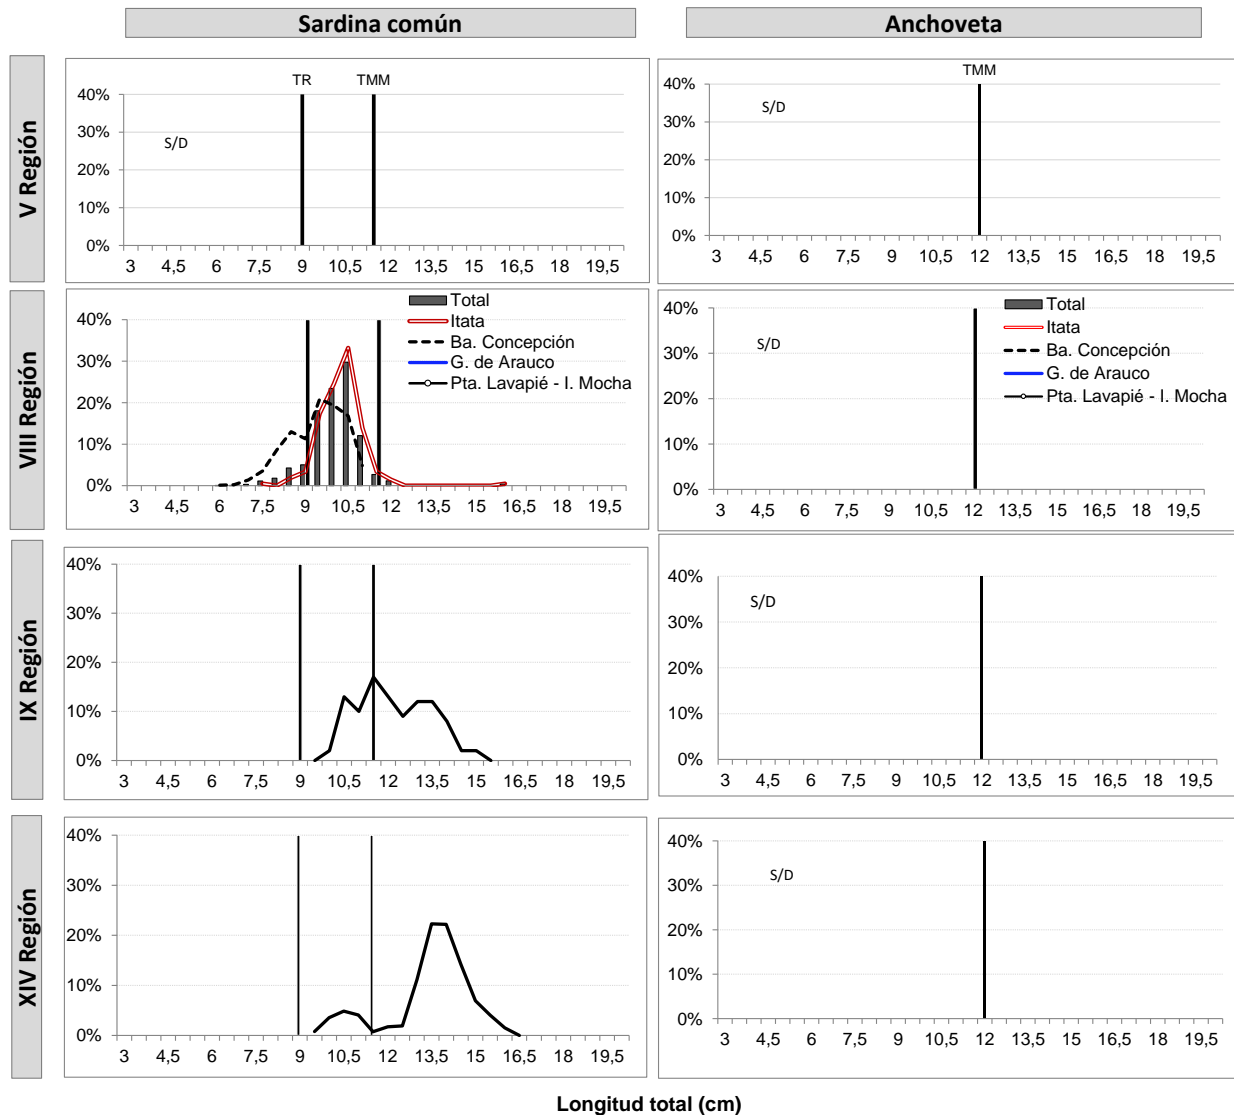 Sardina común
Anchoveta
V Región
TR
TMM
40%
30%
20%
10%
0%
S/D
3 4,5 6 7,5 9 10,5 12 13,5 15 16,5 18 19,5
TMM
40%
30%
20%
10%
0%
S/D
3 4,5 6 7,5 9 10,5 12 13,5 15 16,5 18 19,5
VIII Región
40%
30%
20%
10%
0%
Total
Itata
Ba. Concepción
G. de Arauco
Pta. Lavapié - I. Mocha
3 4,5 6 7,5 9 10,5 12 13,5 15 16,5 18 19,5
40%
30%
20%
10%
0%
S/D
Total
Itata
Ba. Concepción
G. de Arauco
Pta. Lavapié - I. Mocha
3 4,5 6 7,5 9 10,5 12 13,5 15 16,5 18 19,5
IX Región
40%
30%
20%
10%
0%
3 4,5 6 7,5 9 10,5 12 13,5 15 16,5 18 19,5
40%
30%
20%
10%
0%
S/D
3 4,5 6 7,5 9 10,5 12 13,5 15 16,5 18 19,5
XIV Región
40%
30%
20%
10%
0%
3 4,5 6 7,5 9 10,5 12 13,5 15 16,5 18 19,5
40%
30%
20%
10%
0%
S/D
3 4,5 6 7,5 9 10,5 12 13,5 15 16,5 18 19,5
Longitud total (cm)